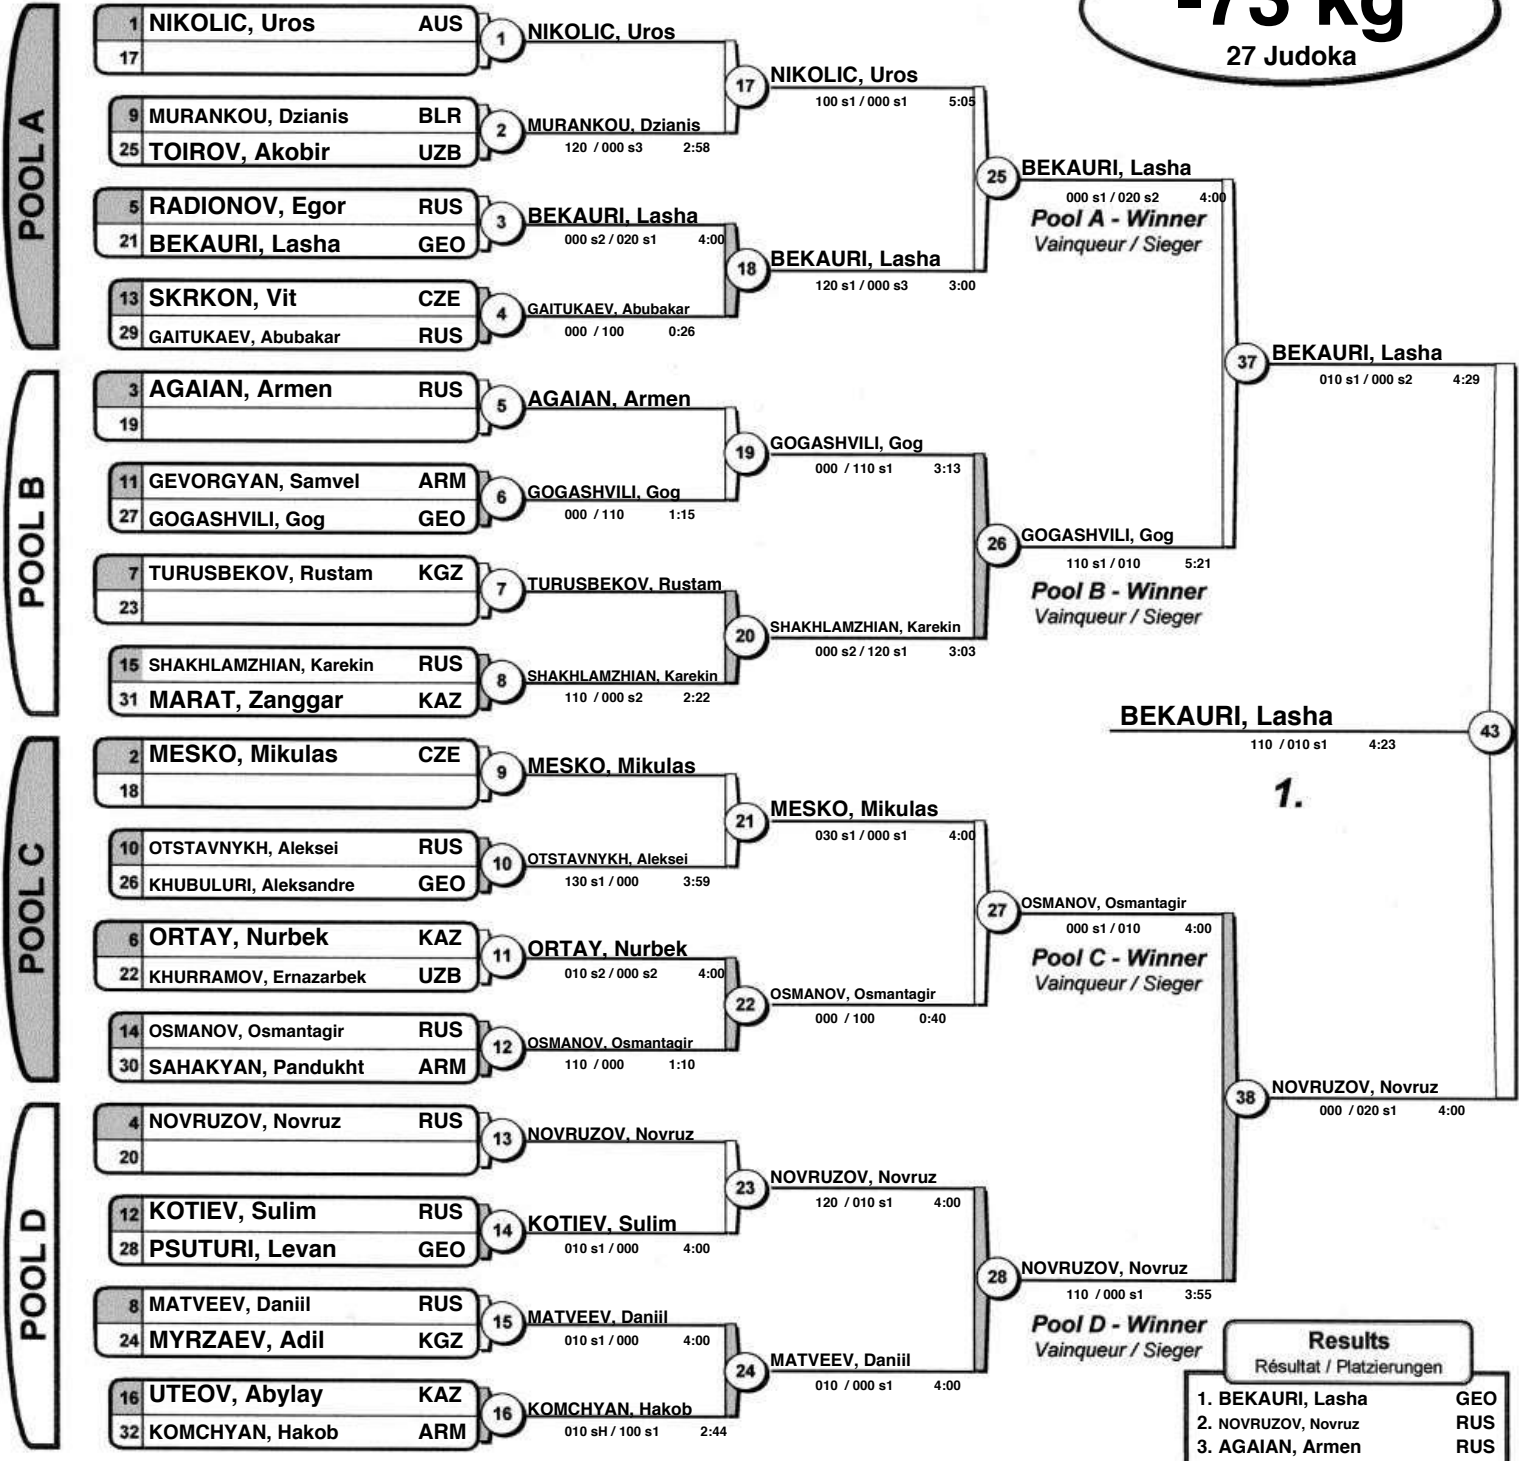 -73 kg
27 Judoka
POOL A
1 NIKOLIC, Uros AUS
17
1 NIKOLIC, Uros
9 MURANKOU, Dzianis BLR
25 TOIROV, Akobir UZB
2 MURANKOU, Dzianis
120 / 000 s3 2:58
17 NIKOLIC, Uros
100 s1 / 000 s1 5:05
5 RADIONOV, Egor RUS
21 BEKAURI, Lasha GEO
3 BEKAURI, Lasha
000 s2 / 020 s1 4:00
13 SKRKON, Vit CZE
29 GAITUKAEV, Abubakar RUS
4 GAITUKAEV, Abubakar
000 / 100 0:26
18 BEKAURI, Lasha
120 s1 / 000 s3 3:00
25 BEKAURI, Lasha
000 s1 / 020 s2 4:00
Pool A - Winner
Vainqueur / Sieger
POOL B
3 AGAIAN, Armen RUS
19
5 AGAIAN, Armen
11 GEVORGYAN, Samvel ARM
27 GOGASHVILI, Gog GEO
6 GOGASHVILI, Gog
000 / 110 1:15
19 GOGASHVILI, Gog
000 / 110 s1 3:13
7 TURUSBEKOV, Rustam KGZ
23
7 TURUSBEKOV, Rustam
15 SHAKHLAMZHIAN, Karekin RUS
31 MARAT, Zanggar KAZ
8 SHAKHLAMZHIAN, Karekin
110 / 000 s2 2:22
20 SHAKHLAMZHIAN, Karekin
000 s2 / 120 s1 3:03
26 GOGASHVILI, Gog
110 s1 / 010 5:21
Pool B - Winner
Vainqueur / Sieger
37 BEKAURI, Lasha
010 s1 / 000 s2 4:29
BEKAURI, Lasha 43
110 / 010 s1 4:23
1.
POOL C
2 MESKO, Mikulas CZE
18
9 MESKO, Mikulas
10 OTSTAVNYKH, Aleksei RUS
26 KHUBULURI, Aleksandre GEO
10 OTSTAVNYKH, Aleksei
130 s1 / 000 3:59
21 MESKO, Mikulas
030 s1 / 000 s1 4:00
6 ORTAY, Nurbek KAZ
22 KHURRAMOV, Ernazarbek UZB
11 ORTAY, Nurbek
010 s2 / 000 s2 4:00
14 OSMANOV, Osmantagir RUS
30 SAHAKYAN, Pandukht ARM
12 OSMANOV, Osmantagir
110 / 000 1:10
22 OSMANOV, Osmantagir
000 / 100 0:40
27 OSMANOV, Osmantagir
000 s1 / 010 4:00
Pool C - Winner
Vainqueur / Sieger
POOL D
4 NOVRUZOV, Novruz RUS
20
13 NOVRUZOV, Novruz
12 KOTIEV, Sulim RUS
28 PSUTURI, Levan GEO
14 KOTIEV, Sulim
010 s1 / 000 4:00
23 NOVRUZOV, Novruz
120 / 010 s1 4:00
8 MATVEEV, Daniil RUS
24 MYRZAEV, Adil KGZ
15 MATVEEV, Daniil
010 s1 / 000 4:00
16 UTEOV, Abylay KAZ
32 KOMCHYAN, Hakob ARM
16 KOMCHYAN, Hakob
010 sH / 100 s1 2:44
24 MATVEEV, Daniil
010 / 000 s1 4:00
28 NOVRUZOV, Novruz
110 / 000 s1 3:55
Pool D - Winner
Vainqueur / Sieger
38 NOVRUZOV, Novruz
000 / 020 s1 4:00
Results
Résultat / Platzierungen
1. BEKAURI, Lasha GEO
2. NOVRUZOV, Novruz RUS
3. AGAIAN, Armen RUS